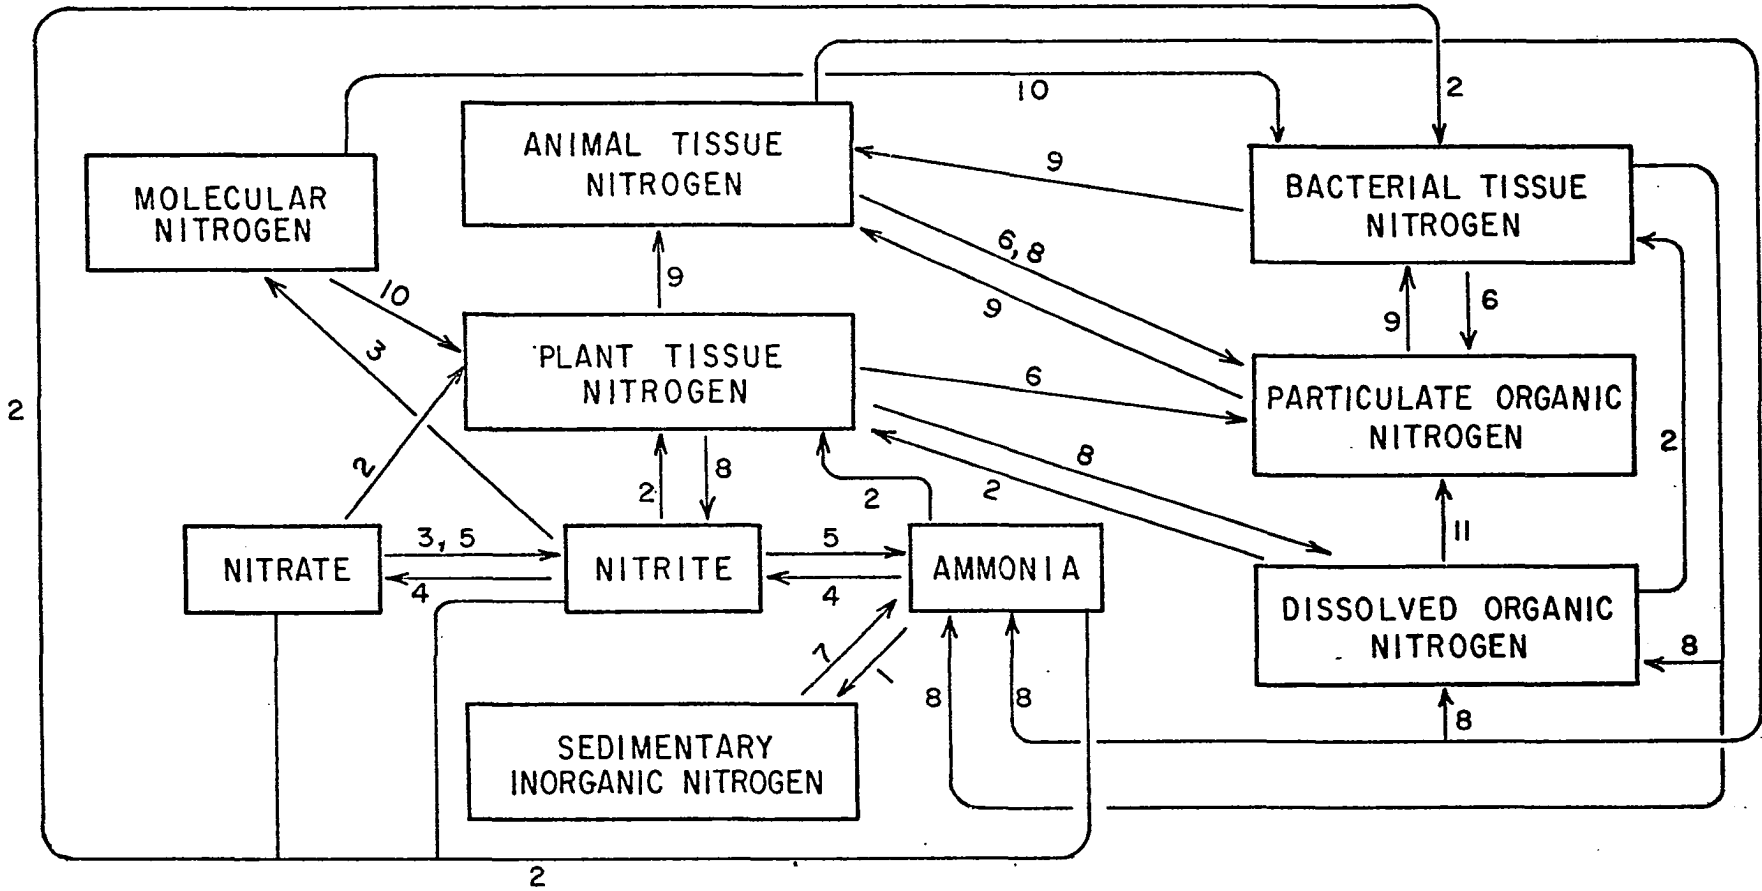 2
10
ANIMAL TISSUE
NITROGEN
9
BACTERIAL TISSUE
NITROGEN
MOLECULAR
NITROGEN
6,8
10
9
9
9
6
3
PLANT TISSUE
NITROGEN
6
PARTICULATE ORGANIC
NITROGEN
2
2
8
2
2
8
2
2
11
3, 5
5
NITRATE
NITRITE
AMMONIA
4
4
DISSOLVED ORGANIC
NITROGEN
7
1
8
8
8
8
SEDIMENTARY
INORGANIC NITROGEN
2